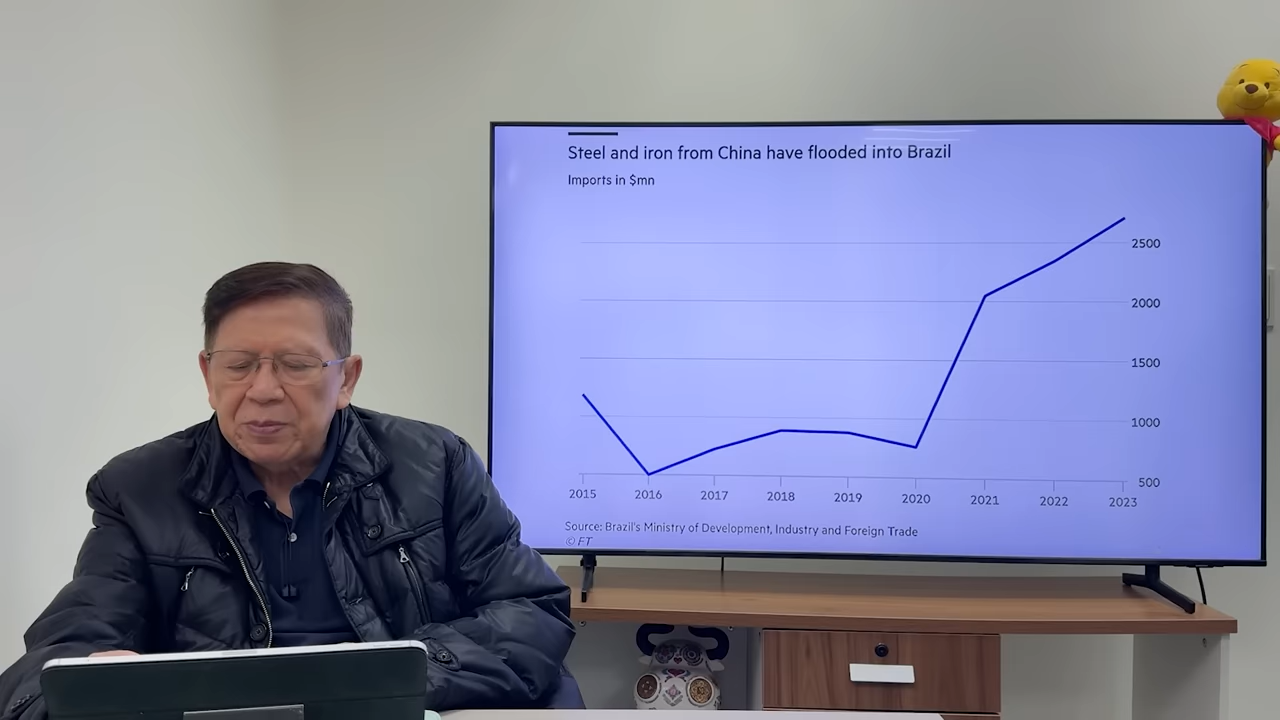 Steel and iron from China have flooded into Brazil
Imports in $mn
2500
2000
1500
1000
500
2015 2016 2017 2018 2019 2020 2021 2022 2023
Source: Brazil's Ministry of Development, Industry and Foreign Trade
© FT